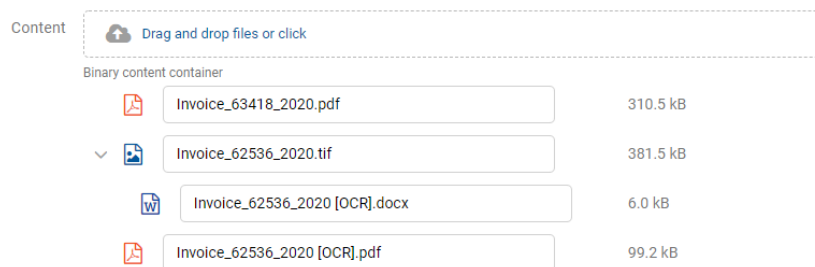 Content
Drag and drop files or click
Binary content container
Invoice_63418_2020.pdf 310.5 kB
Invoice_62536_2020.tif 381.5 kB
Invoice_62536_2020 [OCR].docx 6.0 kB
Invoice_62536_2020 [OCR].pdf 99.2 kB